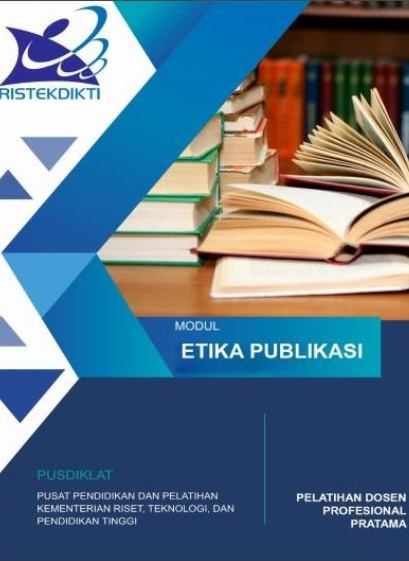 RISTEKDIKTI
MODUL
ETIKA PUBLIKASI
PUSDIKLAT
PUSAT PENDIDIKAN DAN PELATIHAN
KEMENTERIAN RISET, TEKNOLOGI, DAN
PENDIDIKAN TINGGI
PELATIHAN DOSEN
PROFESIONAL
PRATAMA